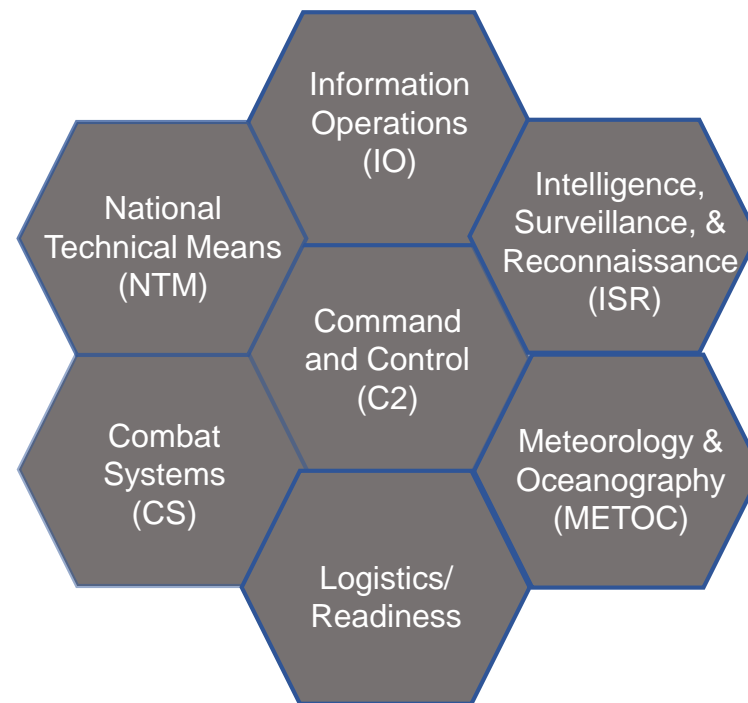 Information
Operations
(IO)
National
Technical Means
(NTM)
Intelligence,
Surveillance, &
Reconnaissance
(ISR)
Command
and Control
(C2)
Combat
Systems
(CS)
Meteorology &
Oceanography
(METOC)
Logistics/
Readiness